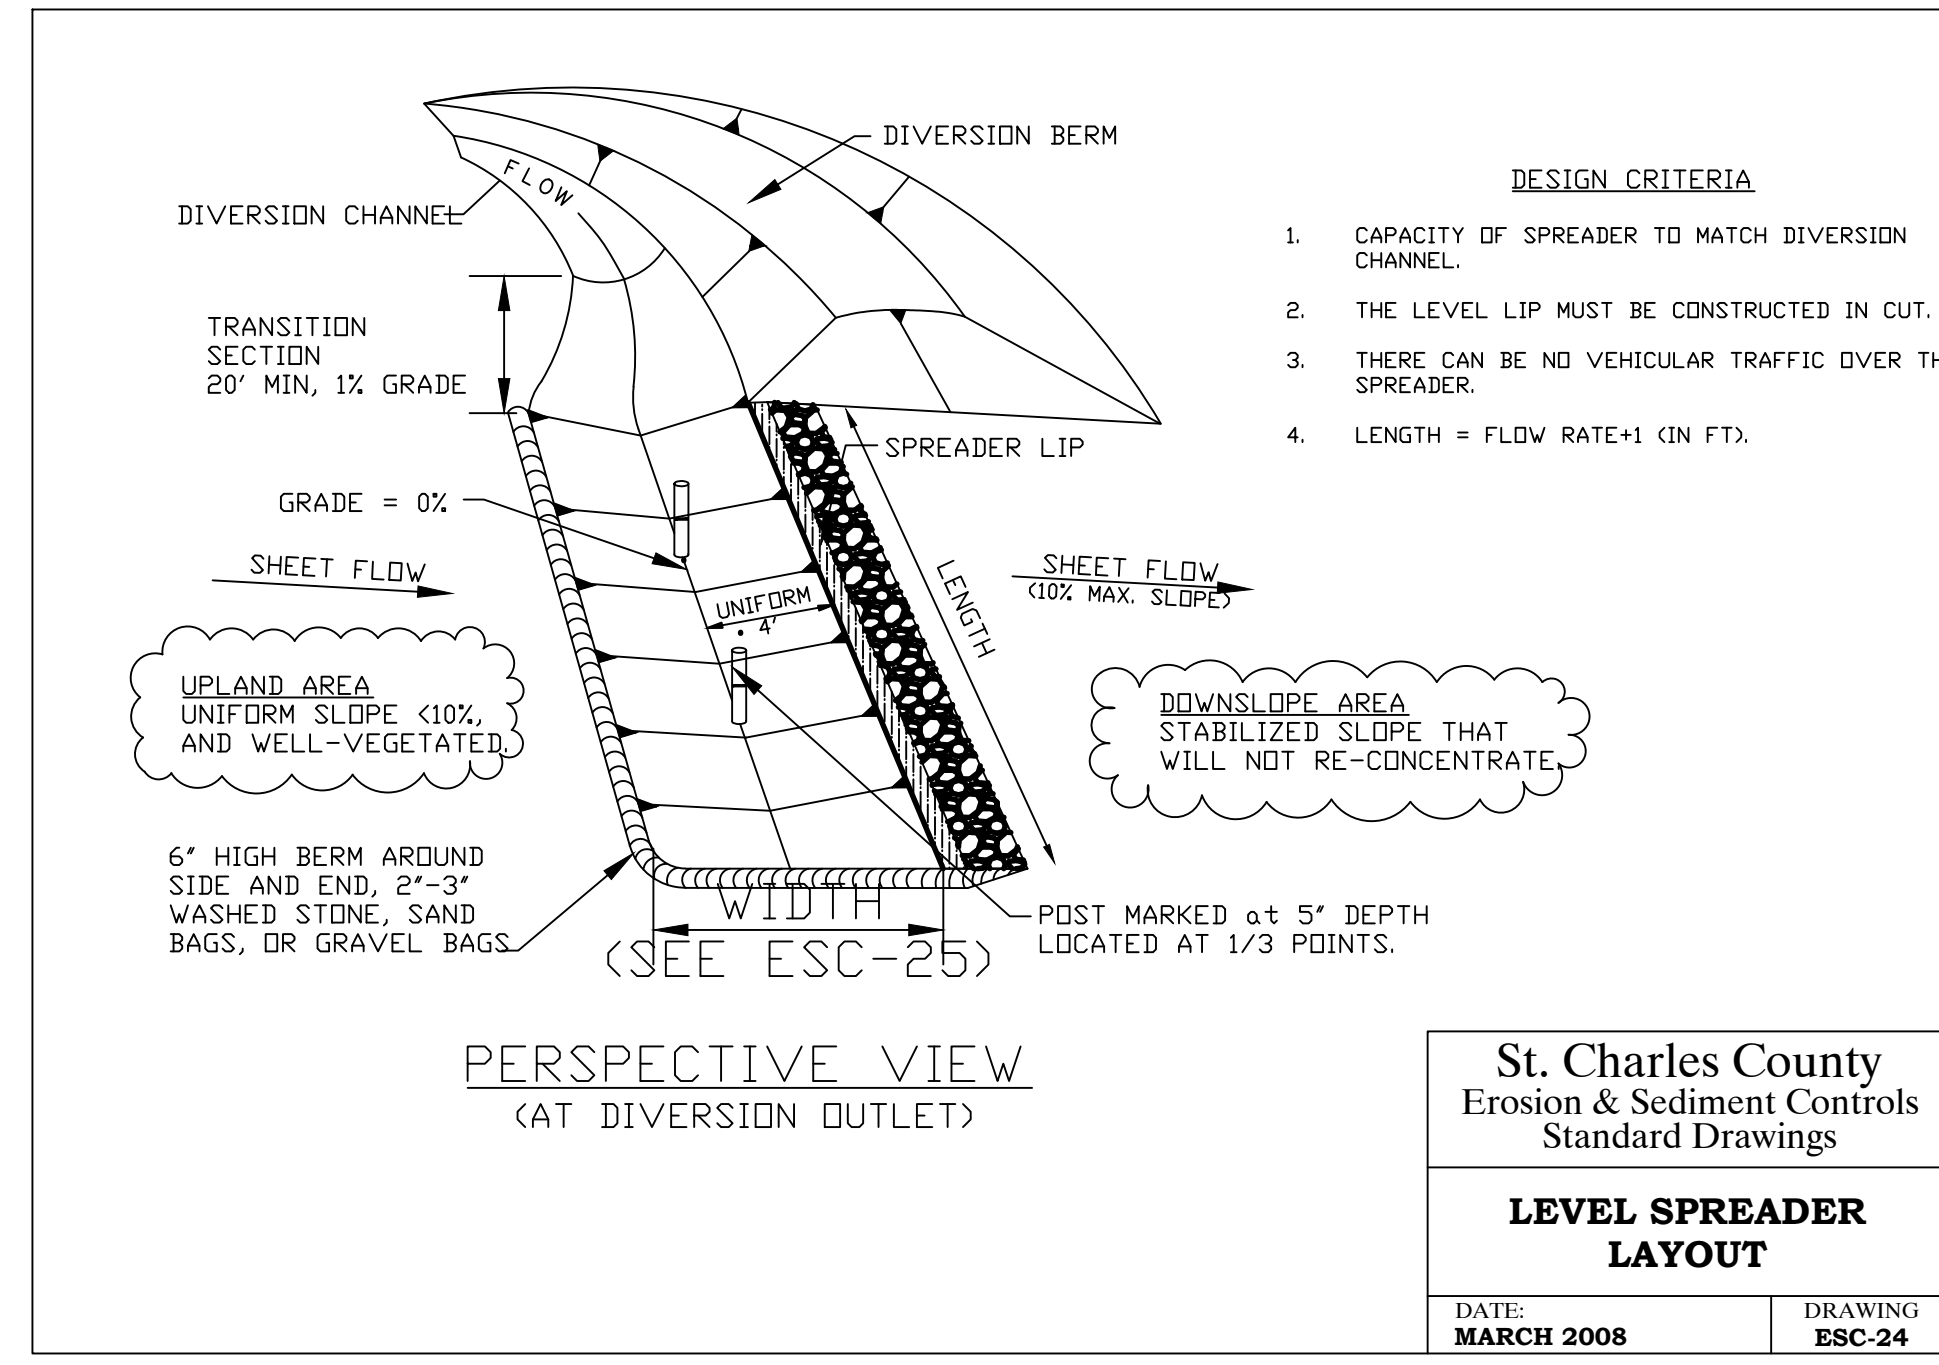 DIVERSION BERM
FLOW
DIVERSION CHANNEL
TRANSITION
SECTION
20' MIN, 1% GRADE
SPREADER LIP
GRADE = 0%
SHEET FLOW
UNIFORM
4'
LENGTH
SHEET FLOW
(10% MAX. SLOPE)
UPLAND AREA
UNIFORM SLOPE <10%,
AND WELL-VEGETATED.
DOWNSLOPE AREA
STABILIZED SLOPE THAT
WILL NOT RE-CONCENTRATE.
6" HIGH BERM AROUND
SIDE AND END, 2"-3"
WASHED STONE, SAND
BAGS, OR GRAVEL BAGS
WIDTH
(SEE ESC-25)
POST MARKED at 5" DEPTH
LOCATED AT 1/3 POINTS.
DESIGN CRITERIA
1. CAPACITY OF SPREADER TO MATCH DIVERSION
CHANNEL.
2. THE LEVEL LIP MUST BE CONSTRUCTED IN CUT.
3. THERE CAN BE NO VEHICULAR TRAFFIC OVER
SPREADER.
4. LENGTH = FLOW RATE+1 (IN FT).
PERSPECTIVE VIEW
(AT DIVERSION OUTLET)
St. Charles County
Erosion & Sediment Controls
Standard Drawings
LEVEL SPREADER
LAYOUT
DATE:
MARCH 2008
DRAWING
ESC-24